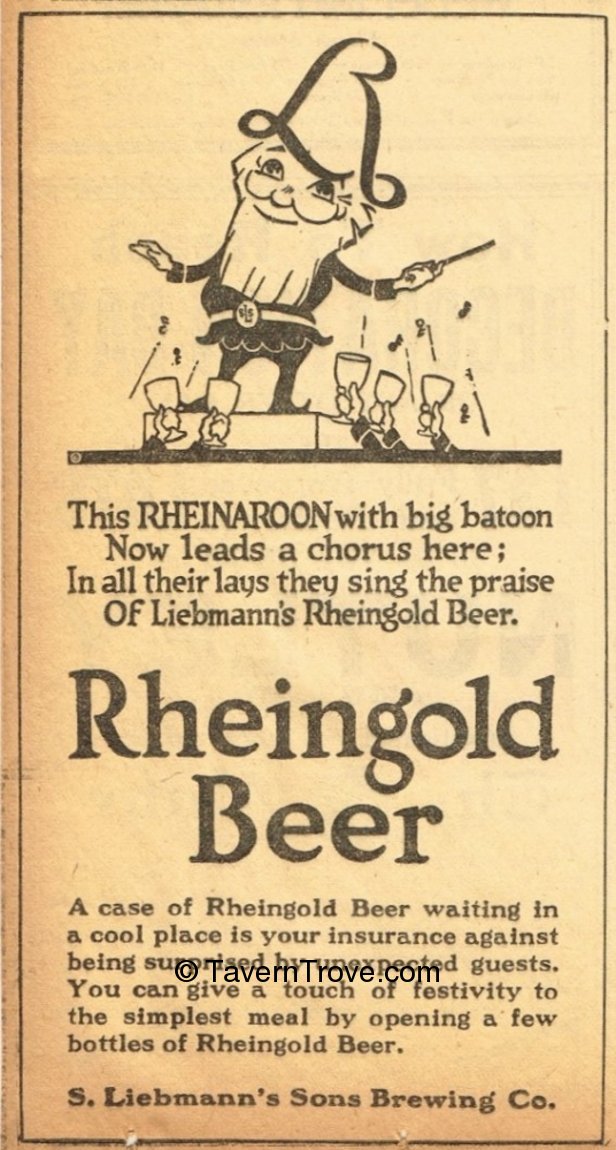 This RHEINAROON with big batoon
Now leads a chorus here;
In all their lays they sing the praise
Of Liebmann's Rheingold Beer.
Rheingold
Beer
A case of Rheingold Beer waiting in
a cool place is your insurance against
being surprised by unexpected guests.
© TavernTrove.com
You can give a touch of festivity to
the simplest meal by opening a few
bottles of Rheingold Beer.
S. Liebmann's Sons Brewing Co.